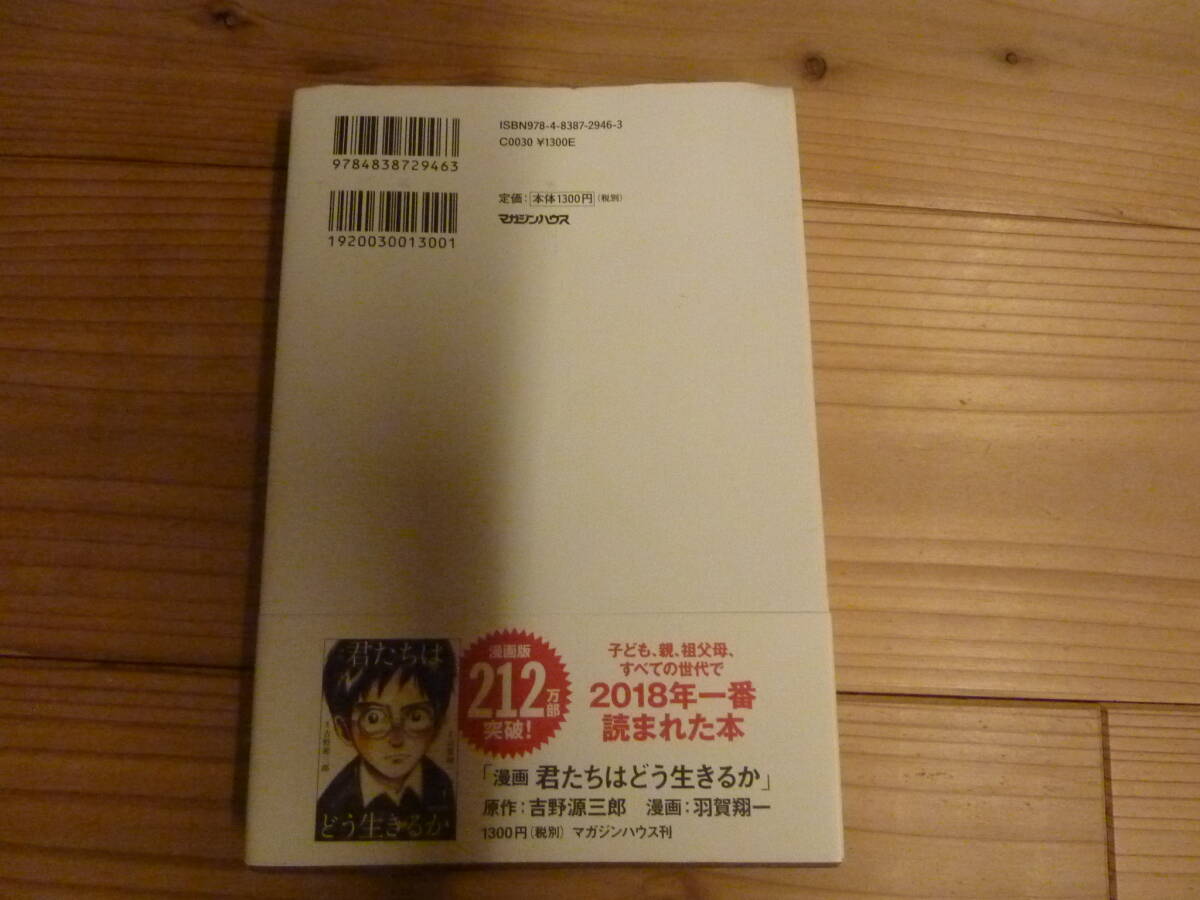 ISBN978-4-8387-2946-3
C0030 ¥1300E
9784838729463
定価：本体1300円（税別）
マガジンハウス
1920030013001
君たちは
どう生きるか
漫画版
212万部
突破！
子ども、親、祖父母、
すべての世代で
2018年一番
読まれた本
「漫画 君たちはどう生きるか」
原作：吉野源三郎 漫画：羽賀翔一
1300円（税別） マガジンハウス刊